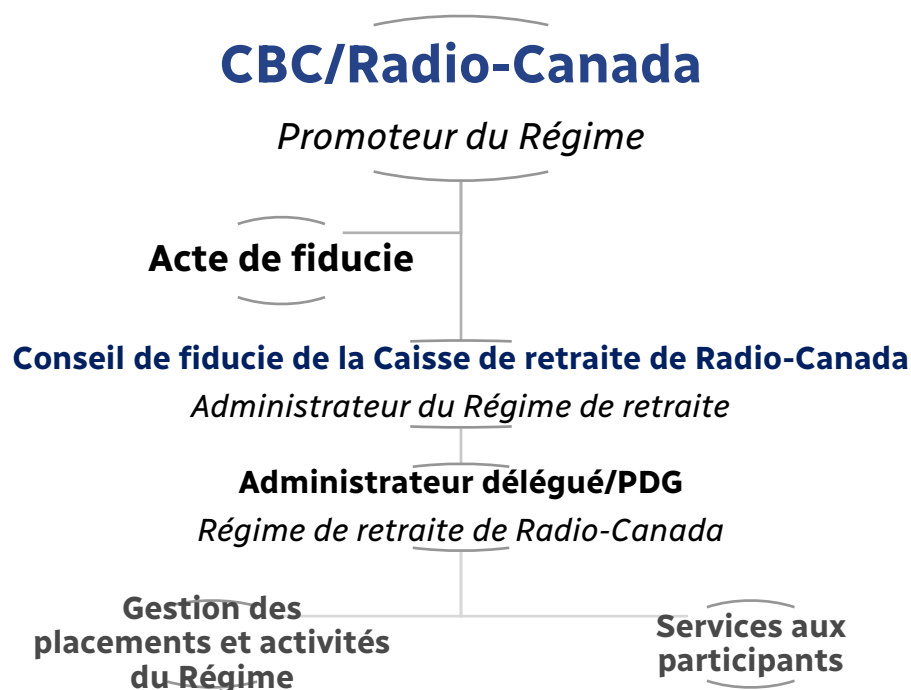 CBC/Radio-Canada
Promoteur du Régime
Acte de fiducie
Conseil de fiducie de la Caisse de retraite de Radio-Canada
Administrateur du Régime de retraite
Administrateur délégué/PDG
Régime de retraite de Radio-Canada
Gestion des
placements et activités
du Régime
Services aux
participants